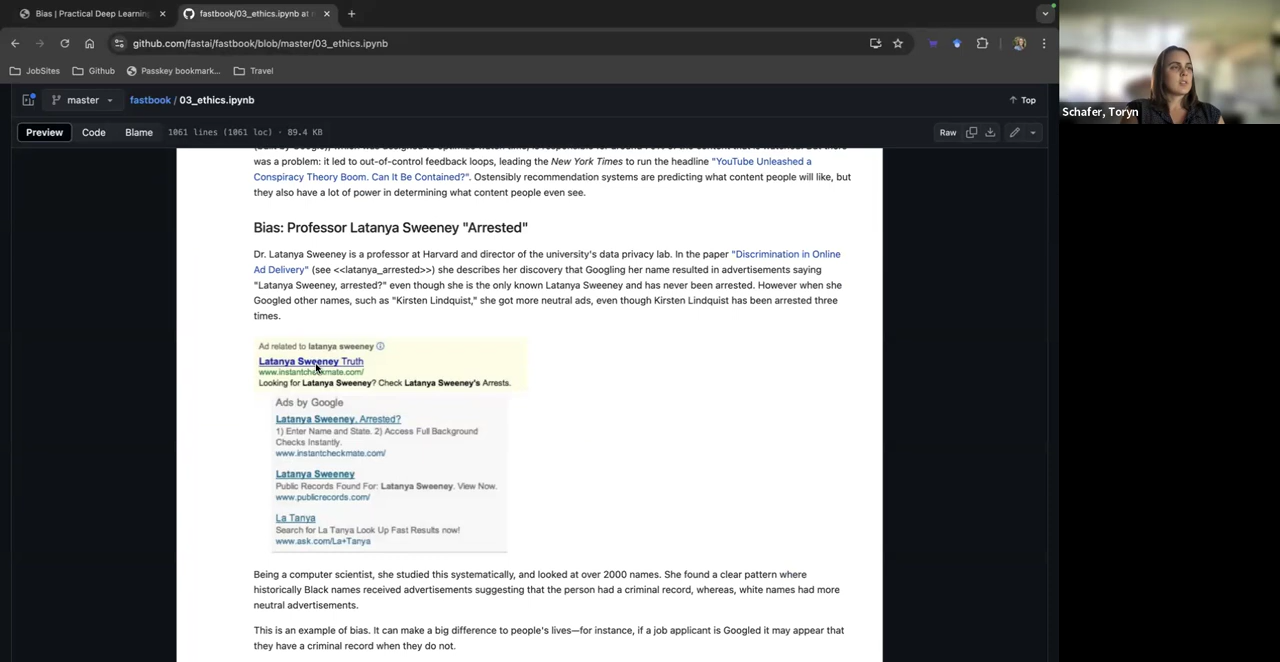 Bias | Practical Deep Learning
fastbook/03_ethics.ipynb at
github.com/fastai/fastbook/blob/master/03_ethics.ipynb
JobSites
Github
Passkey bookmark...
Travel
master
fastbook / 03_ethics.ipynb
Top
Preview
Code
Blame
1061 lines (1061 loc) · 89.4 KB
Raw
was a problem: it led to out-of-control feedback loops, leading the New York Times to run the headline "YouTube Unleashed a
Conspiracy Theory Boom. Can It Be Contained?". Ostensibly recommendation systems are predicting what content people will like, but
they also have a lot of power in determining what content people even see.
Bias: Professor Latanya Sweeney "Arrested"
Dr. Latanya Sweeney is a professor at Harvard and director of the university's data privacy lab. In the paper "Discrimination in Online
Ad Delivery" (see <<latanya_arrested>>) she describes her discovery that Googling her name resulted in advertisements saying
"Latanya Sweeney, arrested?" even though she is the only known Latanya Sweeney and has never been arrested. However when she
Googled other names, such as "Kirsten Lindquist," she got more neutral ads, even though Kirsten Lindquist has been arrested three
times.
Ad related to latanya sweeney
Latanya Sweeney Truth
www.instantcheckmate.com/
Looking for Latanya Sweeney? Check Latanya Sweeney's Arrests.
Ads by Google
Latanya Sweeney, Arrested?
1) Enter Name and State. 2) Access Full Background
Checks Instantly.
www.instantcheckmate.com/
Latanya Sweeney
Public Records Found For: Latanya Sweeney. View Now.
www.publicrecords.com/
La Tanya
Search for La Tanya Look Up Fast Results now!
www.ask.com/La+Tanya
Being a computer scientist, she studied this systematically, and looked at over 2000 names. She found a clear pattern where
historically Black names received advertisements suggesting that the person had a criminal record, whereas, white names had more
neutral advertisements.
This is an example of bias. It can make a big difference to people's lives—for instance, if a job applicant is Googled it may appear that
they have a criminal record when they do not.
Schafer, Toryn